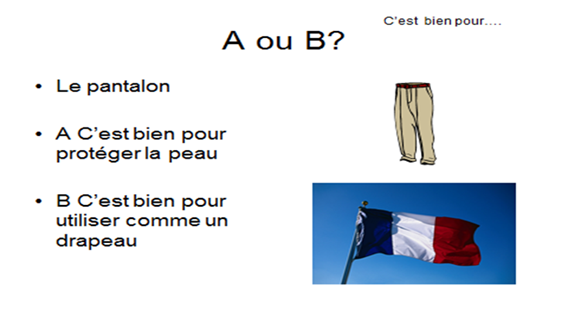 C'est bien pour....
A ou B?
• Le pantalon
• A C'est bien pour
protéger la peau
• B C'est bien pour
utiliser comme un
drapeau